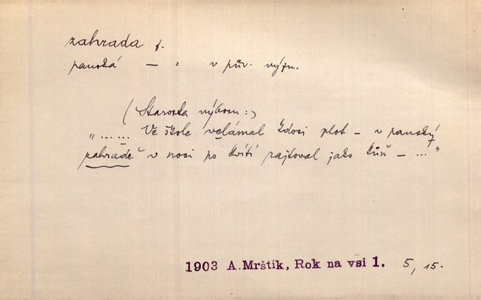 zahrada f.
panská — = v pův. význ.
(Starosta výborn:)
„...... Ve škole vylámal kdosi plot — v panský
zahradě v noci po kvítí rajtoval jako kůň — ..."
1903 A. Mrštík, Rok na vsi 1. 5, 15.